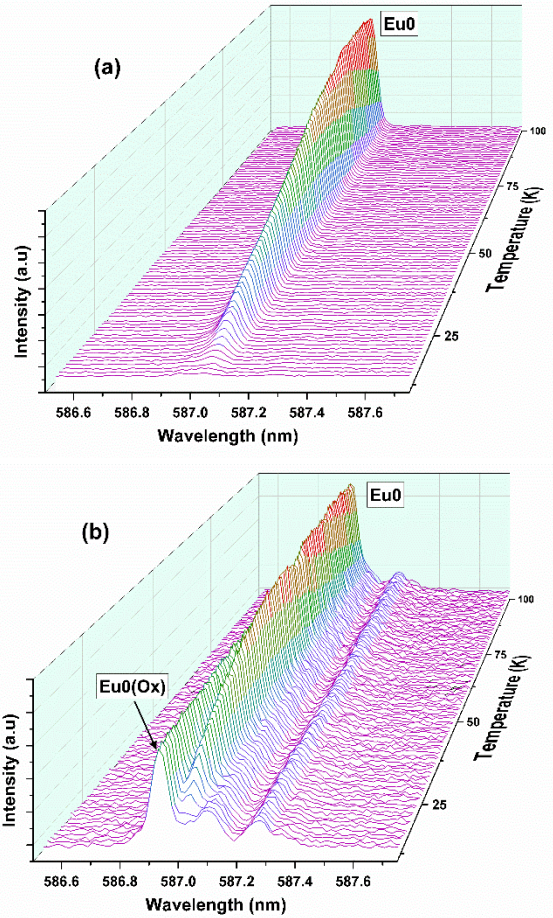 Eu0
(a)
100
75
50
25
Temperature (K)
Intensity (a.u)
586.6 586.8 587.0 587.2 587.4 587.6
Wavelength (nm)
Eu0
(b)
100
75
50
25
Temperature (K)
Eu0(Ox)
Intensity (a.u)
586.6 586.8 587.0 587.2 587.4 587.6
Wavelength (nm)